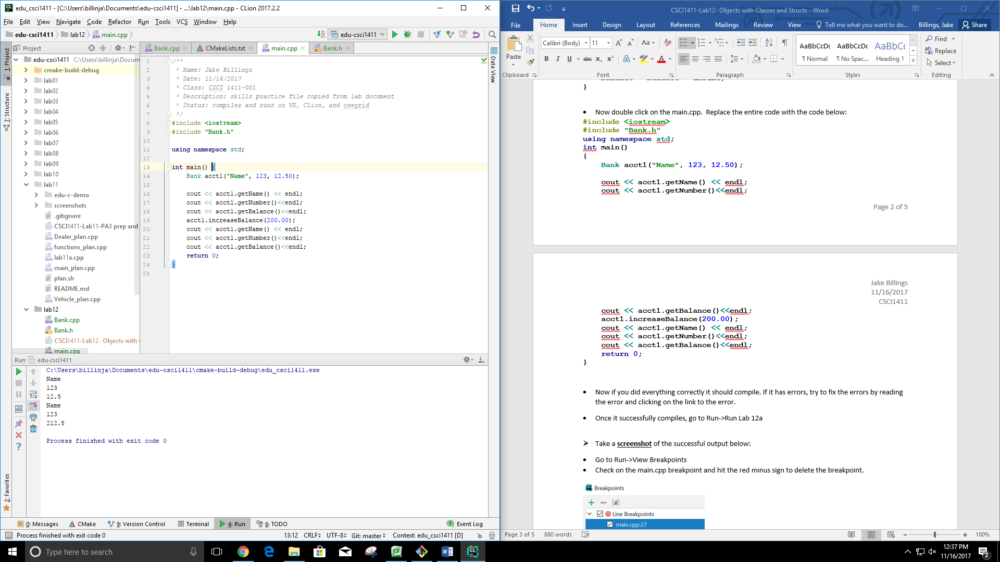 edu_csci1411 - [C:\Users\billinja\Documents\edu-csci1411] - ...\lab12\main.cpp - CLion 2017.2.2
File Edit View Navigate Code Refactor Run Tools VCS Window Help
edu-csci1411 lab12 main.cpp
edu-csci1411
1: Project
7: Structure
2: Favorites
Project
edu-csci1411 C:\Users\billinja\Docum
cmake-build-debug
lab01
lab02
lab03
lab04
lab05
lab06
lab07
lab08
lab09
lab10
lab11
edu-c-demo
screenshots
.gitignore
CSCI1411-Lab11-PA3 prep and
Dealer_plan.cpp
functions_plan.cpp
lab11a.cpp
main_plan.cpp
plan.sh
README.md
Vehicle_plan.cpp
lab12
Bank.cpp
Bank.h
CSCI1411-Lab12- Objects with
main.cpp
Bank.cpp CMakeLists.txt main.cpp Bank.h
Data View
1 /**
2 * Name: Jake Billings
3 * Date: 11/16/2017
4 * Class: CSCI 1411-001
5 * Description: skills practice file copied from lab document
6 * Status: compiles and runs on VS, Clion, and csegrid
7 */
8 #include <iostream>
9 #include "Bank.h"
10
11 using namespace std;
12
13 int main() {
14 Bank acct1("Name", 123, 12.50);
15
16 cout << acct1.getName() << endl;
17 cout << acct1.getNumber()<<endl;
18 cout << acct1.getBalance()<<endl;
19 acct1.increaseBalance(200.00);
20 cout << acct1.getName() << endl;
21 cout << acct1.getNumber()<<endl;
22 cout << acct1.getBalance()<<endl;
23 return 0;
24 }
25
Run edu-csci1411
C:\Users\billinja\Documents\edu-csci1411\cmake-build-debug\edu_csci1411.exe
Name
123
12.5
Name
123
212.5
Process finished with exit code 0
0: Messages CMake 9: Version Control Terminal 4: Run 6: TODO 1 Event Log
Process finished with exit code 0 13:12 CRLF UTF-8 Git: master Context: edu_csci1411 [D]
CSCI1411-Lab12- Objects with Classes and Structs - Word
File Home Insert Design Layout References Mailings Review View Tell me what you want to do... Billings, Jake Share
Paste
Calibri (Body) 11
AaBbCcDc AaBbCcDc AaBbCc
¶ Normal ¶ No Spac... Heading 1
Find
Replace
Select
Clipboard Font Paragraph Styles Editing
}
• Now double click on the main.cpp. Replace the entire code with the code below:
#include <iostream>
#include "Bank.h"
using namespace std;
int main()
{
Bank acct1("Name", 123, 12.50);
cout << acct1.getName() << endl;
cout << acct1.getNumber()<<endl;
Page 2 of 5
Jake Billings
11/16/2017
CSCI1411
cout << acct1.getBalance()<<endl;
acct1.increaseBalance(200.00);
cout << acct1.getName() << endl;
cout << acct1.getNumber()<<endl;
cout << acct1.getBalance()<<endl;
return 0;
}
• Now if you did everything correctly it should compile. If it has errors, try to fix the errors by reading
the error and clicking on the link to the error.
• Once it successfully compiles, go to Run->Run Lab 12a
➤ Take a screenshot of the successful output below:
• Go to Run->View Breakpoints
• Check on the main.cpp breakpoint and hit the red minus sign to delete the breakpoint.
Breakpoints
Line Breakpoints
main.cpp:27
Page 3 of 5 880 words 100%
Type here to search
12:37 PM
11/16/2017
2